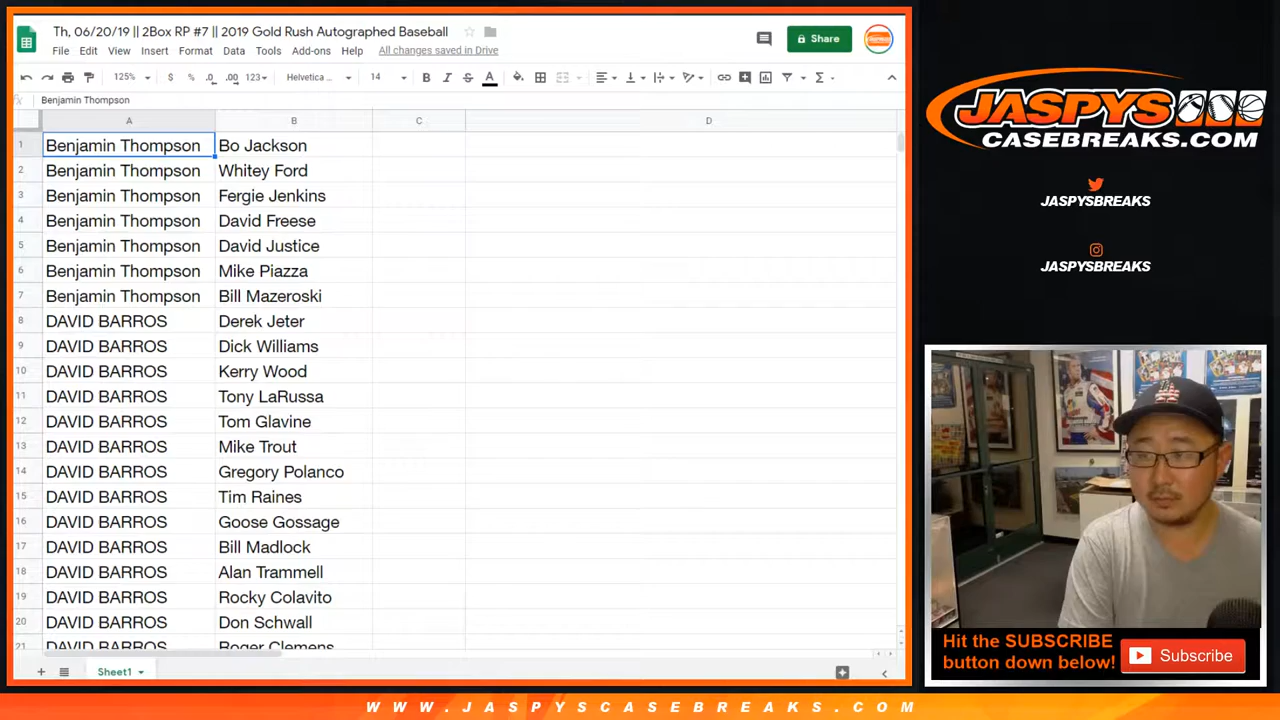 Th, 06/20/19 || 2Box RP #7 || 2019 Gold Rush Autographed Baseball
File Edit View Insert Format Data Tools Add-ons Help All changes saved in Drive
Share
125% $ % .0 .00 123 Helvetica ... 14 B I S A
fx Benjamin Thompson
A B C D
1 Benjamin Thompson Bo Jackson
2 Benjamin Thompson Whitey Ford
3 Benjamin Thompson Fergie Jenkins
4 Benjamin Thompson David Freese
5 Benjamin Thompson David Justice
6 Benjamin Thompson Mike Piazza
7 Benjamin Thompson Bill Mazeroski
8 DAVID BARROS Derek Jeter
9 DAVID BARROS Dick Williams
10 DAVID BARROS Kerry Wood
11 DAVID BARROS Tony LaRussa
12 DAVID BARROS Tom Glavine
13 DAVID BARROS Mike Trout
14 DAVID BARROS Gregory Polanco
15 DAVID BARROS Tim Raines
16 DAVID BARROS Goose Gossage
17 DAVID BARROS Bill Madlock
18 DAVID BARROS Alan Trammell
19 DAVID BARROS Rocky Colavito
20 DAVID BARROS Don Schwall
21 DAVID BARROS Roger Clemens
Sheet1
JASPYS
CASEBREAKS.COM
JASPYSBREAKS
JASPYSBREAKS
Hit the SUBSCRIBE
button down below!
Subscribe
WWW.JASPYSCASEBREAKS.COM